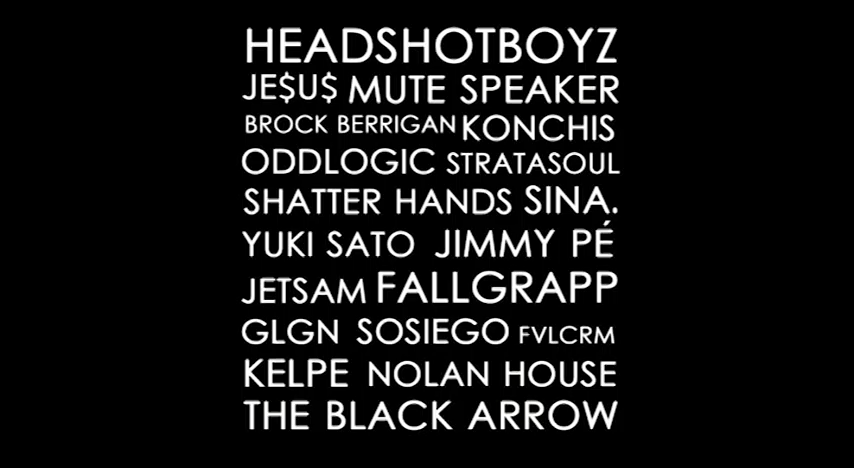 HEADSHOTBOYZ
JE$U$ MUTE SPEAKER
BROCK BERRIGAN KONCHIS
ODDLOGIC STRATASOUL
SHATTER HANDS SINA.
YUKI SATO JIMMY PÉ
JETSAM FALLGRAPP
GLGN SOSIEGO FVLCRM
KELPE NOLAN HOUSE
THE BLACK ARROW